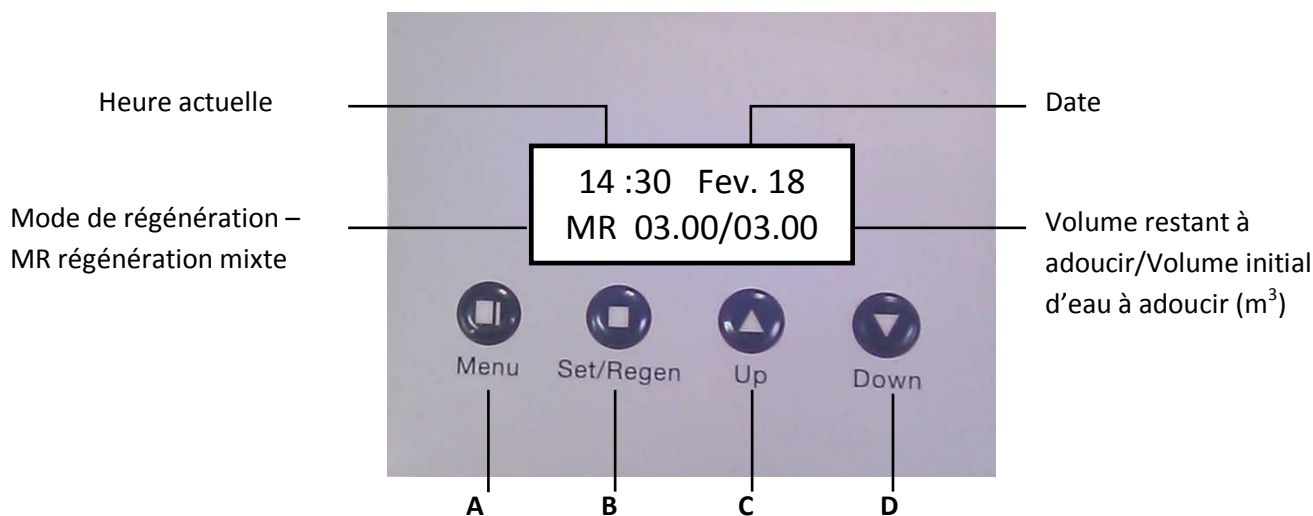 Heure actuelle
Date
14 :30 Fev. 18
MR 03.00/03.00
Mode de régénération –
MR régénération mixte
Volume restant à
adoucir/Volume initial
d’eau à adoucir (m³)
Menu
Set/Regen
Up
Down
A
B
C
D